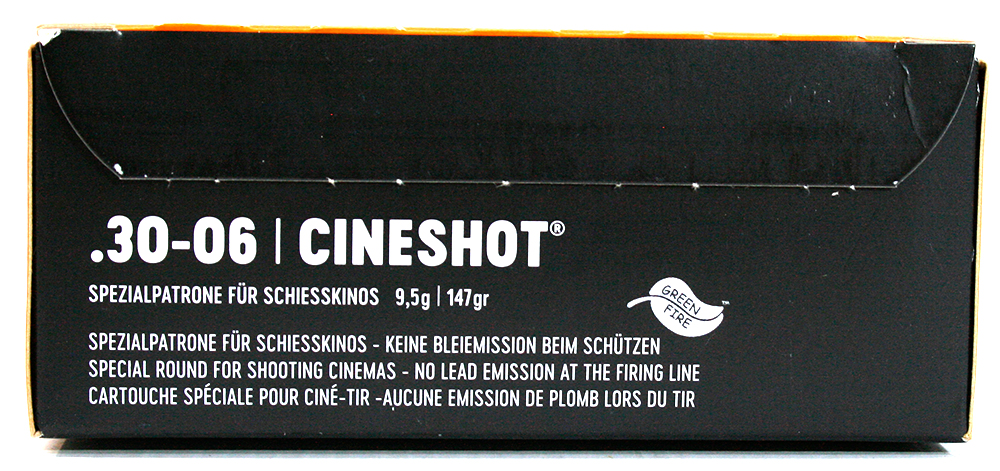 .30-06 | CINESHOT®
SPEZIALPATRONE FÜR SCHIESSKINOS 9,5g | 147gr
GREEN
FIRE
™
SPEZIALPATRONE FÜR SCHIESSKINOS - KEINE BLEIEMISSION BEIM SCHÜTZEN
SPECIAL ROUND FOR SHOOTING CINEMAS - NO LEAD EMISSION AT THE FIRING LINE
CARTOUCHE SPÉCIALE POUR CINÉ-TIR -AUCUNE EMISSION DE PLOMB LORS DU TIR